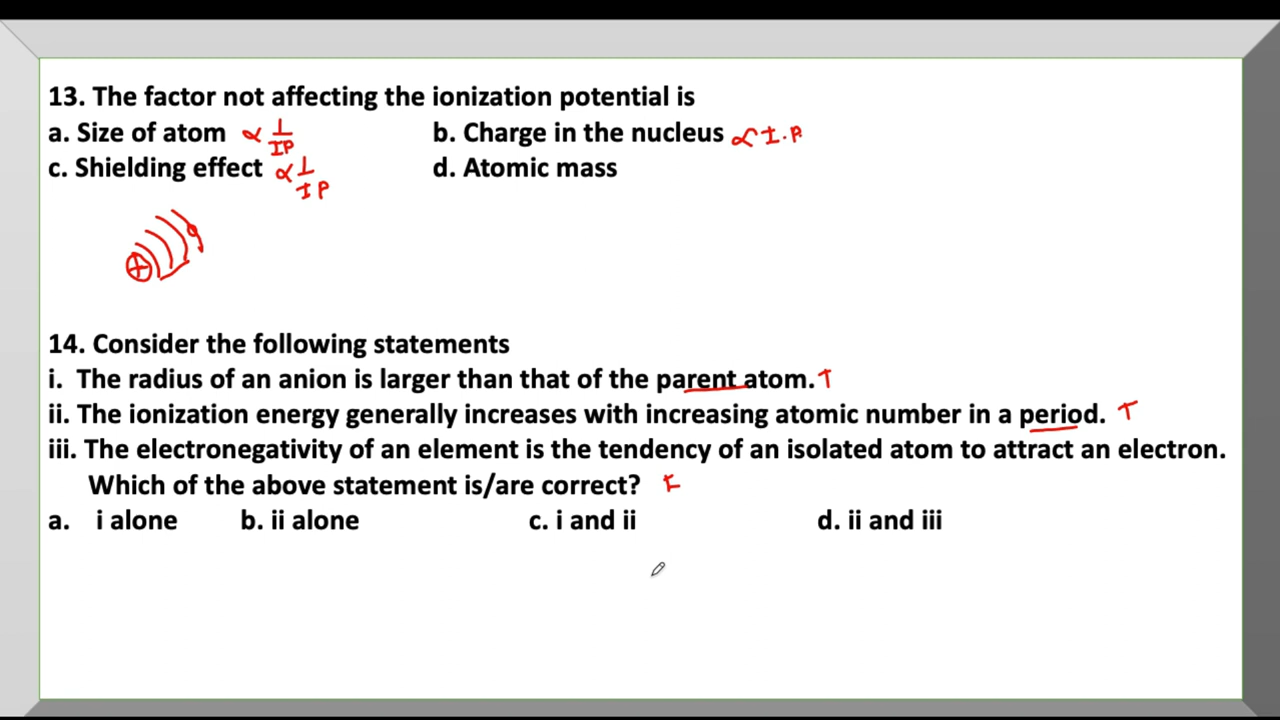 13. The factor not affecting the ionization potential is
a. Size of atom ∝ 1/IP b. Charge in the nucleus ∝ I.P
c. Shielding effect ∝ 1/IP d. Atomic mass
14. Consider the following statements
i. The radius of an anion is larger than that of the parent atom. T
ii. The ionization energy generally increases with increasing atomic number in a period. T
iii. The electronegativity of an element is the tendency of an isolated atom to attract an electron.
Which of the above statement is/are correct? F
a. i alone b. ii alone c. i and ii d. ii and iii